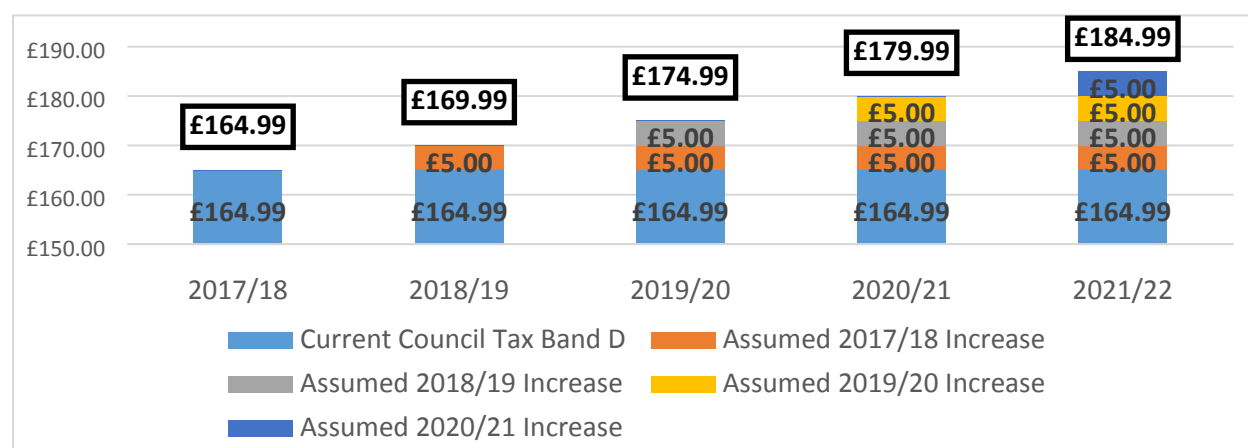 £184.99
£179.99
£190.00
£174.99
£169.99
£5.00
£180.00
£164.99
£5.00 £5.00
£5.00 £5.00 £5.00
£170.00
£5.00 £5.00 £5.00 £5.00
£160.00
£164.99 £164.99 £164.99 £164.99 £164.99
£150.00
2017/18 2018/19 2019/20 2020/21 2021/22
Current Council Tax Band D Assumed 2017/18 Increase
Assumed 2018/19 Increase Assumed 2019/20 Increase
Assumed 2020/21 Increase